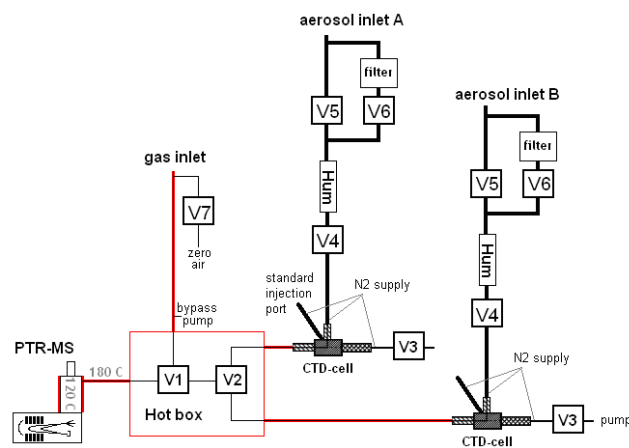 aerosol inlet A
filter
V5
V6
aerosol inlet B
filter
V5
V6
gas inlet
V7
zero
air
Hum
V4
Hum
V4
standard
injection
port
N2 supply
bypass
pump
PTR-MS
180 C
120 C
V1
V2
Hot box
V3
CTD-cell
N2 supply
V3
pump
CTD-cell